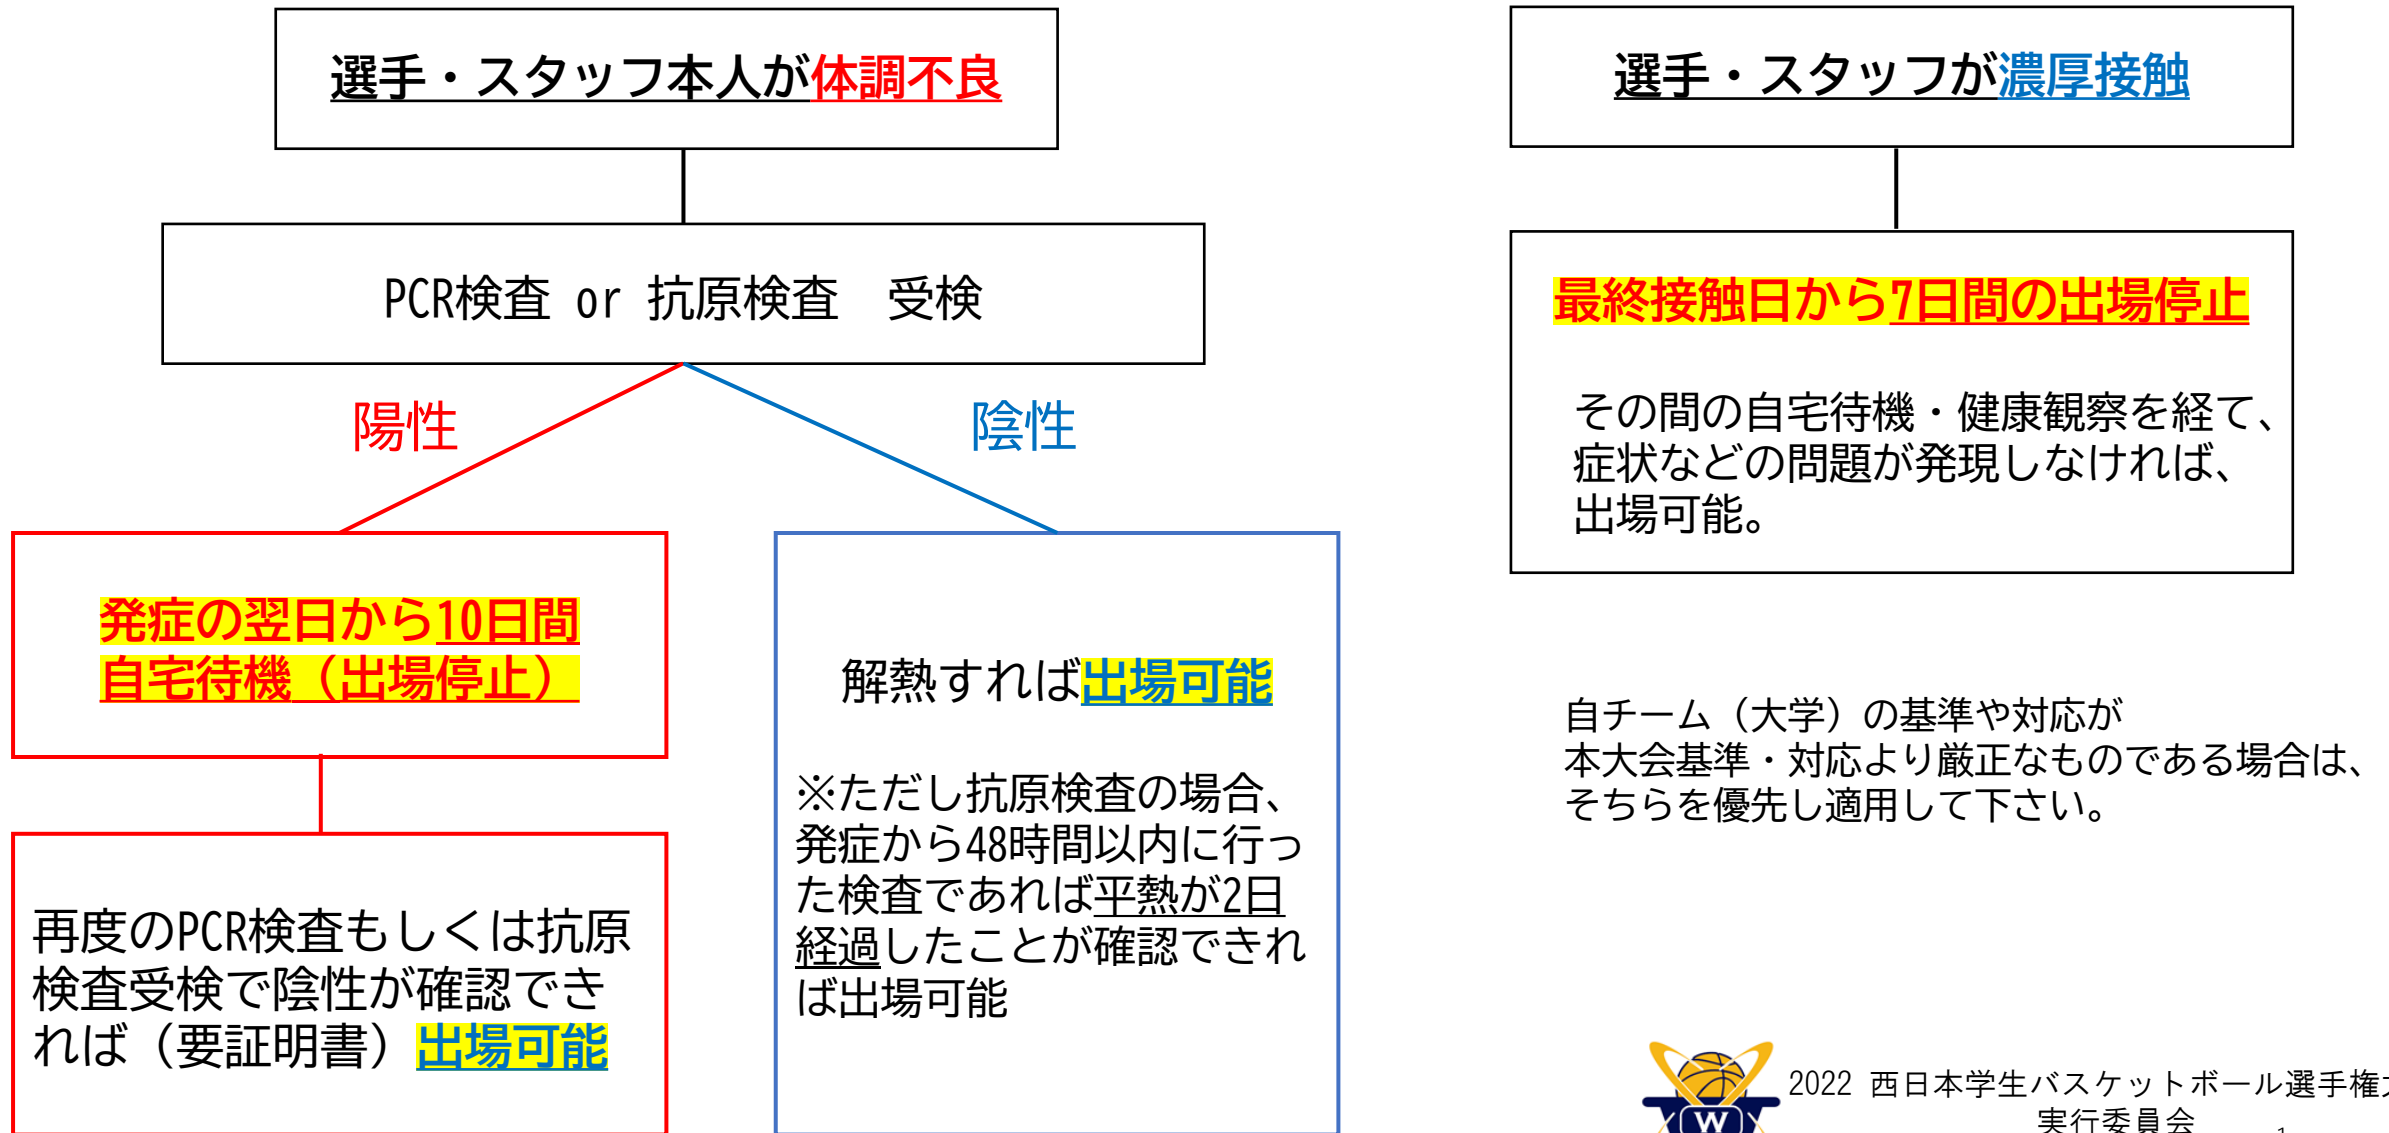 選手・スタッフ本人が体調不良
PCR検査 or 抗原検査　受検
陽性
陰性
発症の翌日から10日間
自宅待機（出場停止）
再度のPCR検査もしくは抗原
検査受検で陰性が確認でき
れば（要証明書）出場可能
解熱すれば出場可能
※ただし抗原検査の場合、
発症から48時間以内に行っ
た検査であれば平熱が2日
経過したことが確認できれ
ば出場可能
選手・スタッフが濃厚接触
最終接触日から7日間の出場停止
その間の自宅待機・健康観察を経て、
症状などの問題が発現しなければ、
出場可能。
自チーム（大学）の基準や対応が
本大会基準・対応より厳正なものである場合は、
そちらを優先し適用して下さい。
W
2022 西日本学生バスケットボール選手権
実行委員会
1